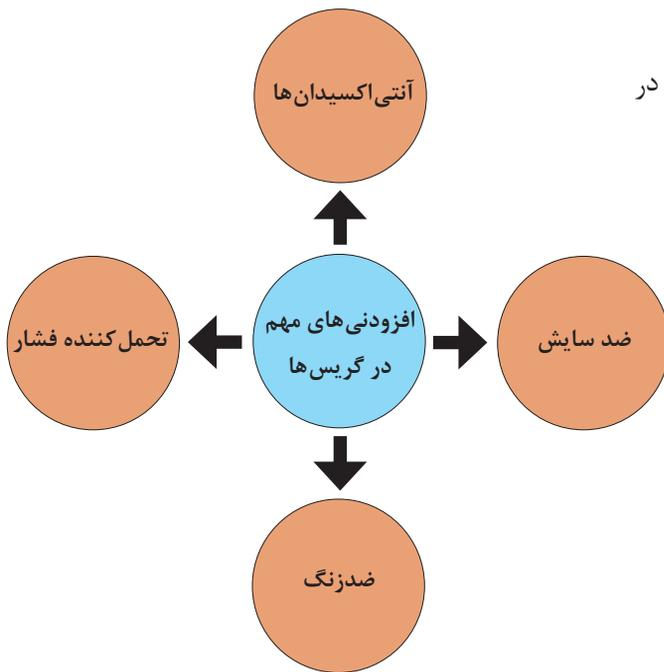 در
آنتی‌اکسیدان‌ها
افزودنی‌های مهم
در گریس‌ها
ضد سایش
تحمل‌کننده فشار
ضدزنگ